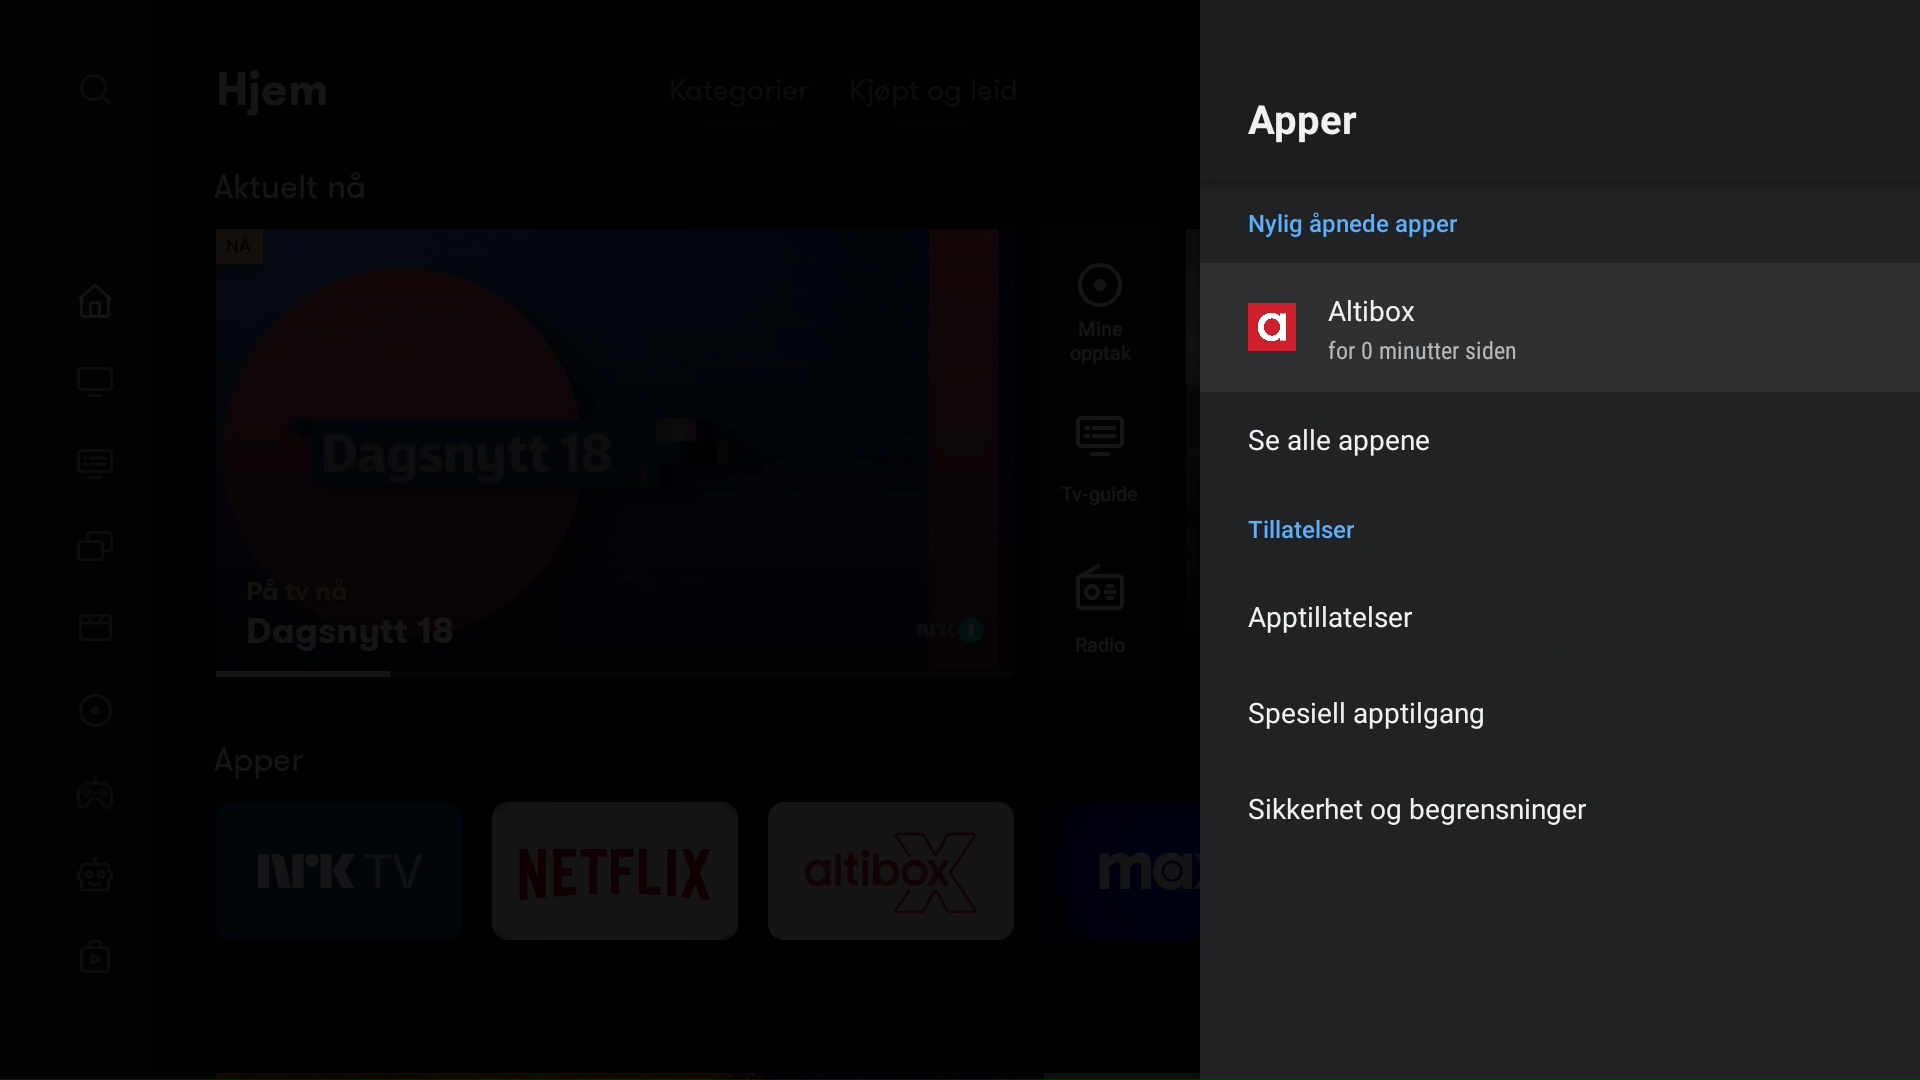 Hjem
Kategorier
Kjøpt og leid
Aktuelt nå
NÅ
Dagsnytt 18
På tv nå
Dagsnytt 18
nrk 1
Mine
opptak
Tv-guide
Radio
Apper
NRK TV
NETFLIX
altibox
max
Apper
Nylig åpnede apper
a
Altibox
for 0 minutter siden
Se alle appene
Tillatelser
Apptillatelser
Spesiell apptilgang
Sikkerhet og begrensninger